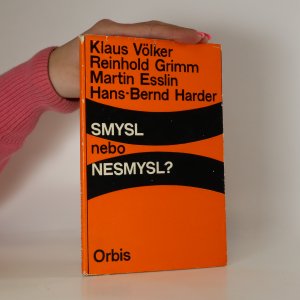 Klaus Völker
Reinhold Grimm
Martin Esslin
Hans-Bernd Harder
SMYSL
nebo
NESMYSL?
Orbis